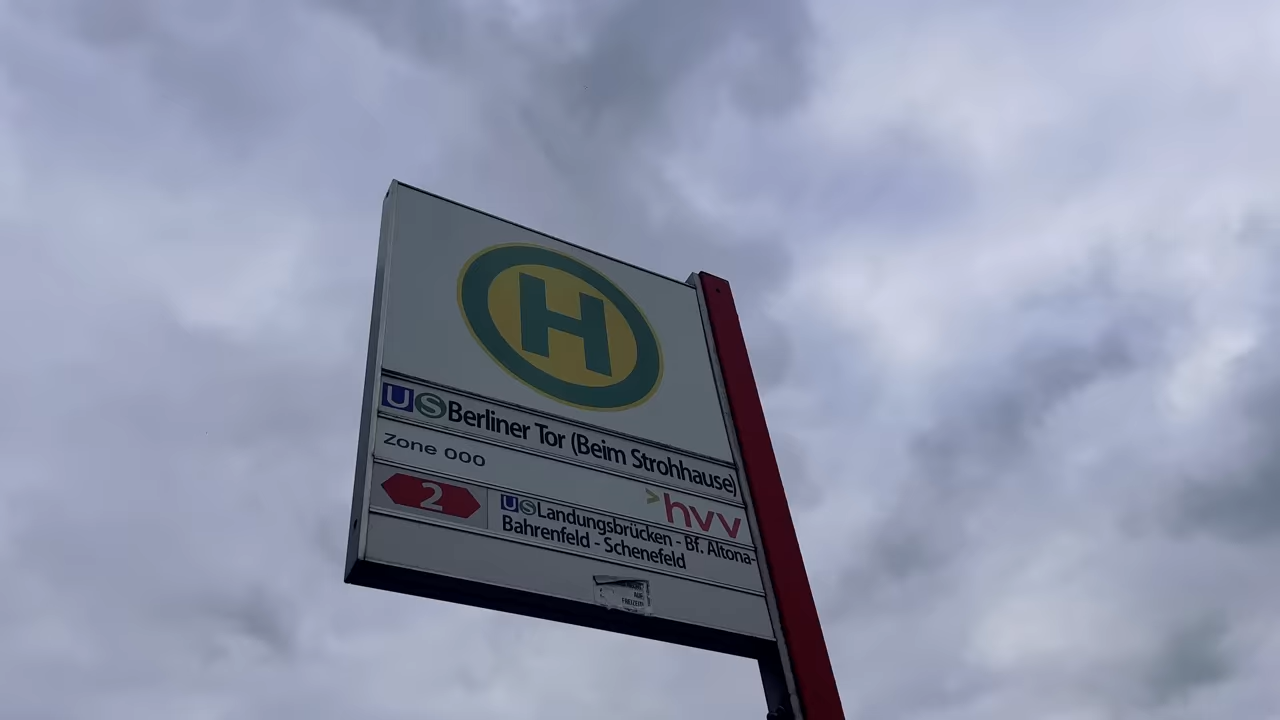 H
U S Berliner Tor (Beim Strohhause)
Zone 000
hvv
2
U S Landungsbrücken - Bf. Altona-
Bahrenfeld - Schenefeld